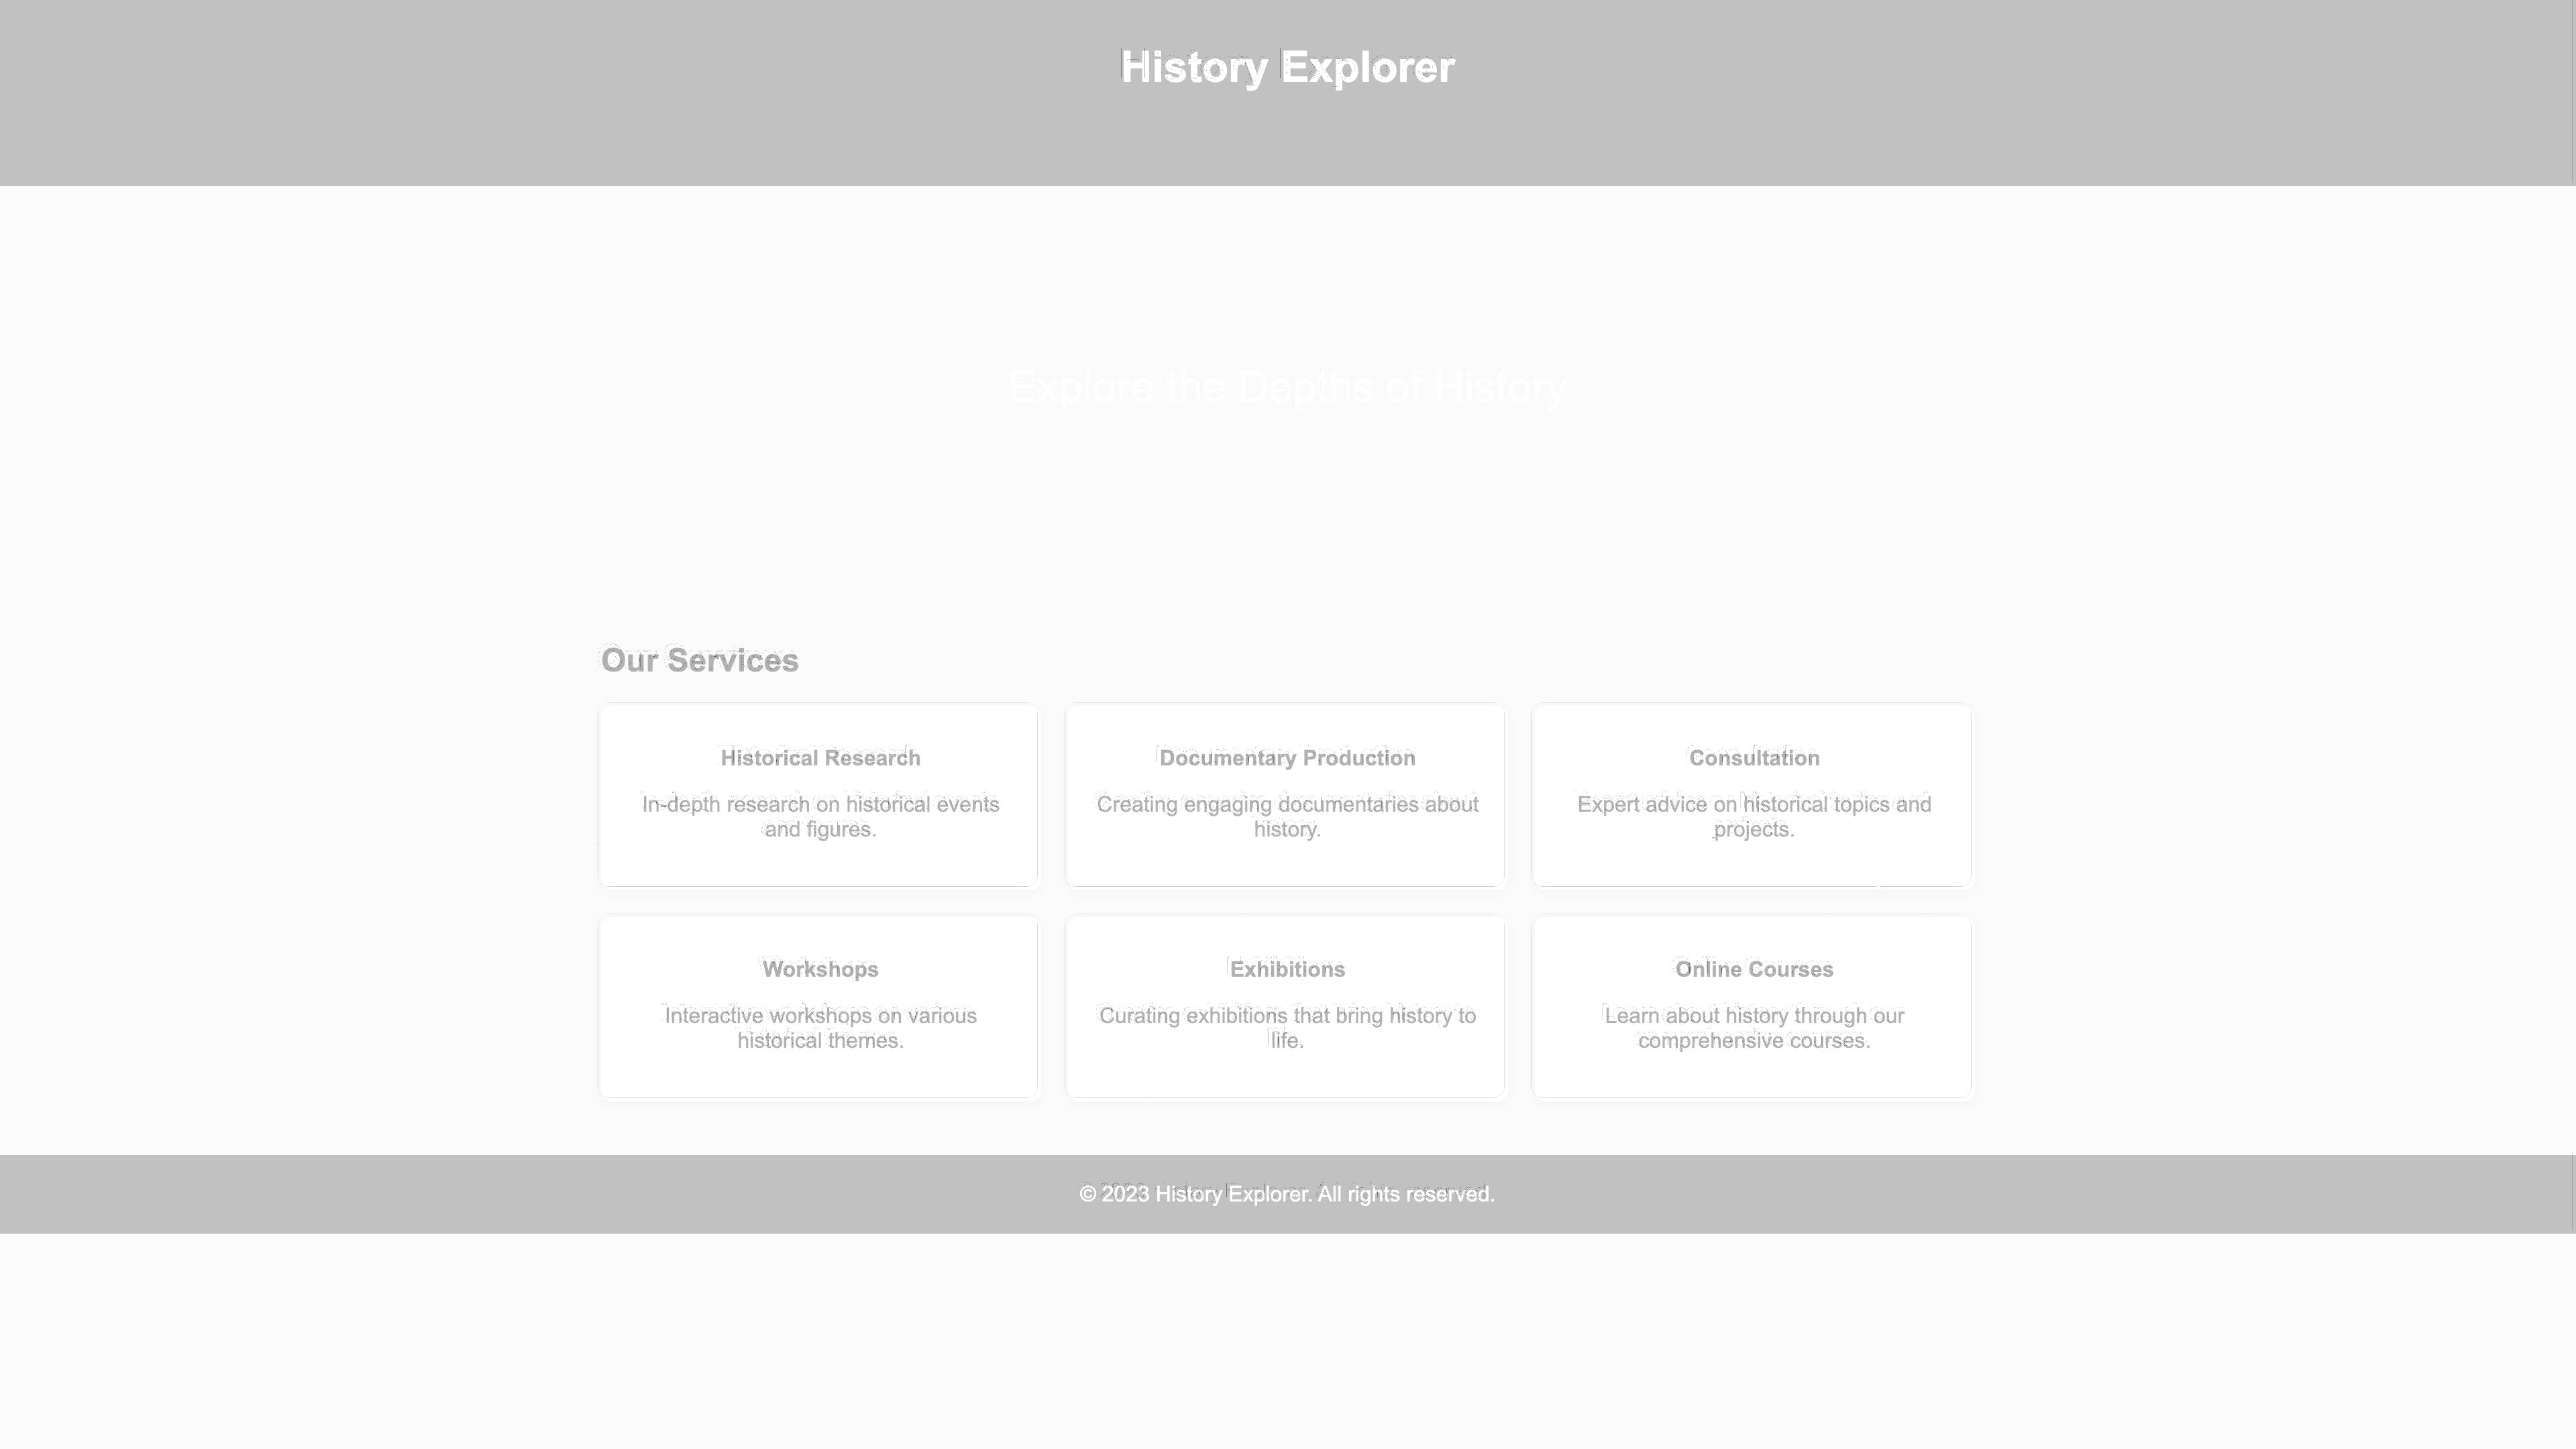 History Explorer
Explore the Depths of History
Our Services
Historical Research
In-depth research on historical events
and figures.
Documentary Production
Creating engaging documentaries about
history.
Consultation
Expert advice on historical topics and
projects.
Workshops
Interactive workshops on various
historical themes.
Exhibitions
Curating exhibitions that bring history to
life.
Online Courses
Learn about history through our
comprehensive courses.
© 2023 History Explorer. All rights reserved.